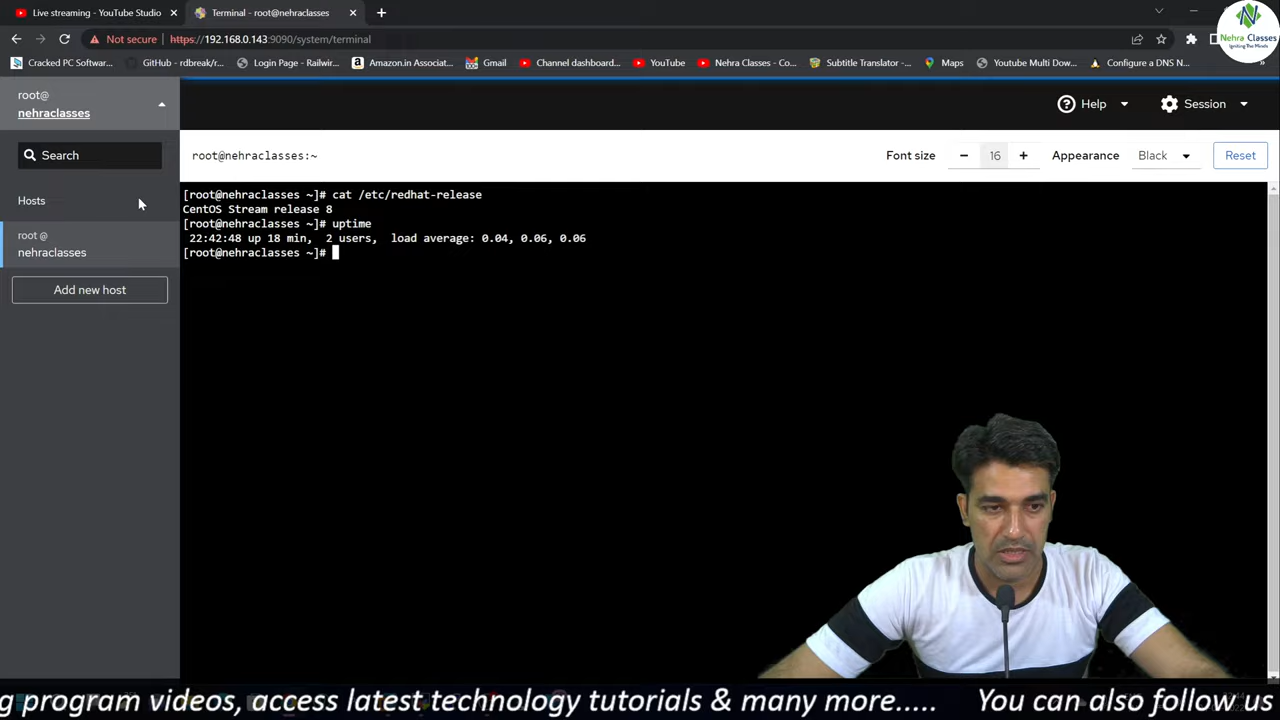 Live streaming - YouTube Studio
Terminal - root@nehraclasses
Not secure https://192.168.0.143:9090/system/terminal
Nehra Classes
Igniting The Minds
Cracked PC Softwar...
GitHub - rdbreak/r...
Login Page - Railwir...
Amazon.in Associat...
Gmail
Channel dashboard...
YouTube
Nehra Classes - Co...
Subtitle Translator -...
Maps
Youtube Multi Dow...
Configure a DNS N...
root@
nehraclasses
Help
Session
Search
root@nehraclasses:~
Font size
16
Appearance
Black
Reset
Hosts
root @
nehraclasses
Add new host
[root@nehraclasses ~]# cat /etc/redhat-release
CentOS Stream release 8
[root@nehraclasses ~]# uptime
22:42:48 up 18 min, 2 users, load average: 0.04, 0.06, 0.06
[root@nehraclasses ~]#
g program videos, access latest technology tutorials & many more..... You can also follow us